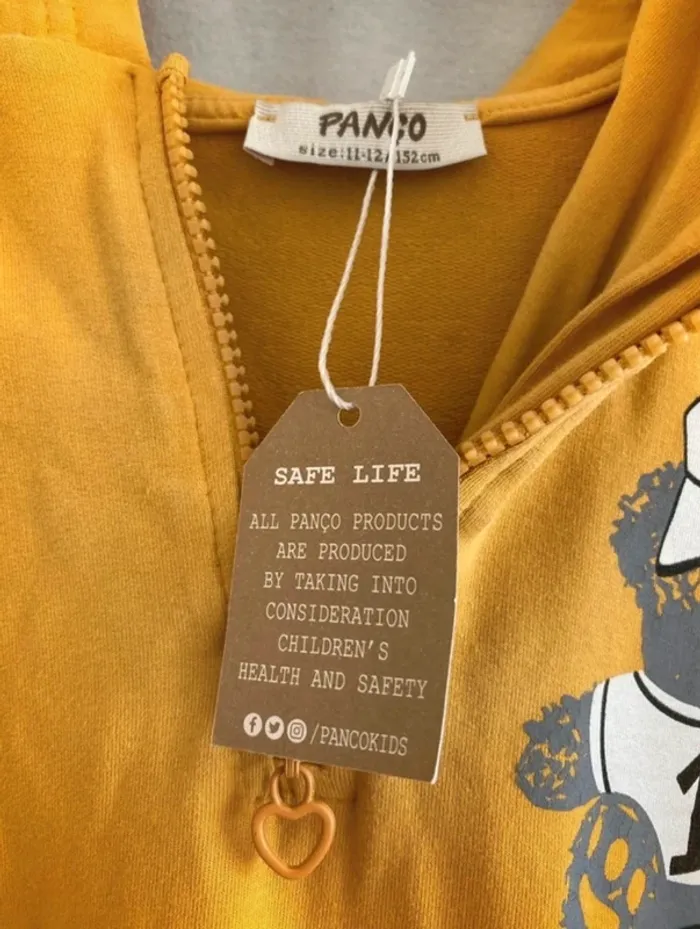 PANCO
size:11-12/152cm
SAFE LIFE
ALL PANÇO PRODUCTS
ARE PRODUCED
BY TAKING INTO
CONSIDERATION
CHILDREN'S
HEALTH AND SAFETY
/PANCOKIDS